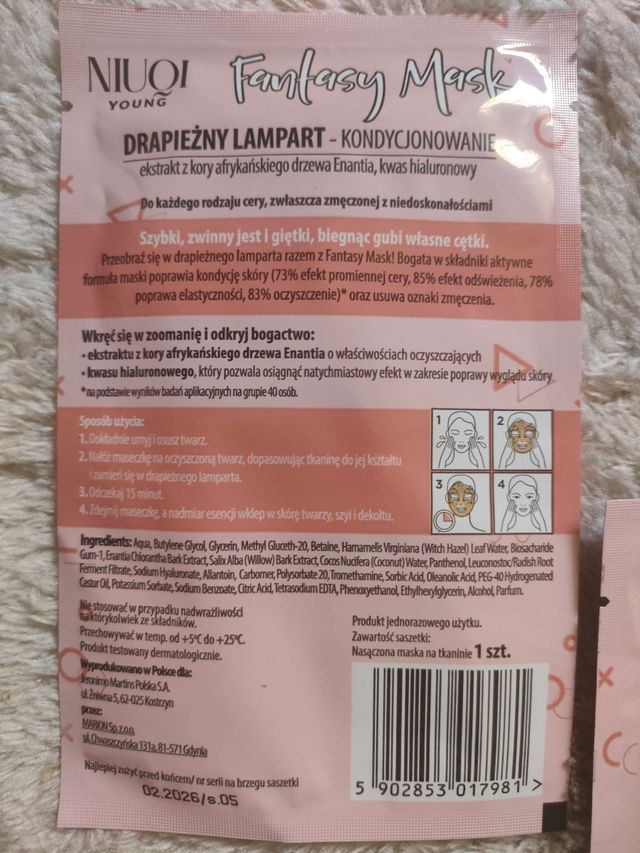 NIUQI
YOUNG
Fantasy Mask
DRAPIEŻNY LAMPART - KONDYCJONOWANIE
ekstrakt z kory afrykańskiego drzewa Enantia, kwas hialuronowy
Do każdego rodzaju cery, zwłaszcza zmęczonej z niedoskonałościami
Szybki, zwinny jest i giętki, biegnąc gubi własne cętki.
Przeobraź się w drapieżnego lamparta razem z Fantasy Mask! Bogata w składniki aktywne
formuła maski poprawia kondycję skóry (73% efekt promiennej cery, 85% efekt odświeżenia, 78%
poprawa elastyczności, 83% oczyszczenie)* oraz usuwa oznaki zmęczenia.
Wkręć się w zoomanię i odkryj bogactwo:
• ekstraktu z kory afrykańskiego drzewa Enantia o właściwościach oczyszczających
• kwasu hialuronowego, który pozwala osiągnąć natychmiastowy efekt w zakresie poprawy wyglądu skóry
*na podstawie wyników badań aplikacyjnych na grupie 40 osób.
Sposób użycia:
1. Dokładnie umyj i osusz twarz.
2. Nałóż maseczkę na oczyszczoną twarz, dopasowując tkaninę do jej kształtu
i zamień się w drapieżnego lamparta.
3. Odczekaj 15 minut.
4. Zdejmij maseczkę, a nadmiar esencji wklep w skórę twarzy, szyi i dekoltu.
1 2
3 4
Ingredients: Aqua, Butylene Glycol, Glycerin, Methyl Gluceth-20, Betaine, Hamamelis Virginiana (Witch Hazel) Leaf Water, Biosacharide
Gum-1, Enantia Chlorantha Bark Extract, Salix Alba (Willow) Bark Extract, Cocos Nucifera (Coconut) Water, Panthenol, Leuconostoc/Radish Root
Ferment Filtrate, Sodium Hyaluronate, Allantoin, Carbomer, Polysorbate 20, Tromethamine, Sorbic Acid, Oleanolic Acid, PEG-40 Hydrogenated
Castor Oil, Potassium Sorbate, Sodium Benzoate, Citric Acid, Tetrasodium EDTA, Phenoxyethanol, Ethylhexylglycerin, Alcohol, Parfum.
Nie stosować w przypadku nadwrażliwości
na którykolwiek ze składników.
Przechowywać w temp. od +5°C do +25°C.
Produkt testowany dermatologicznie.
Wyprodukowano w Polsce dla:
Jeronimo Martins Polska S.A.
ul. Żniwna 5, 62-025 Kostrzyn
przez:
MARION Sp. z o.o.
ul. Chwaszczyńska 131a, 81-571 Gdynia
Najlepiej zużyć przed końcem/ nr serii na brzegu saszetki
02.2026/s.05
Produkt jednorazowego użytku.
Zawartość saszetki:
Nasączona maska na tkaninie 1 szt.
5 902853 017981 >